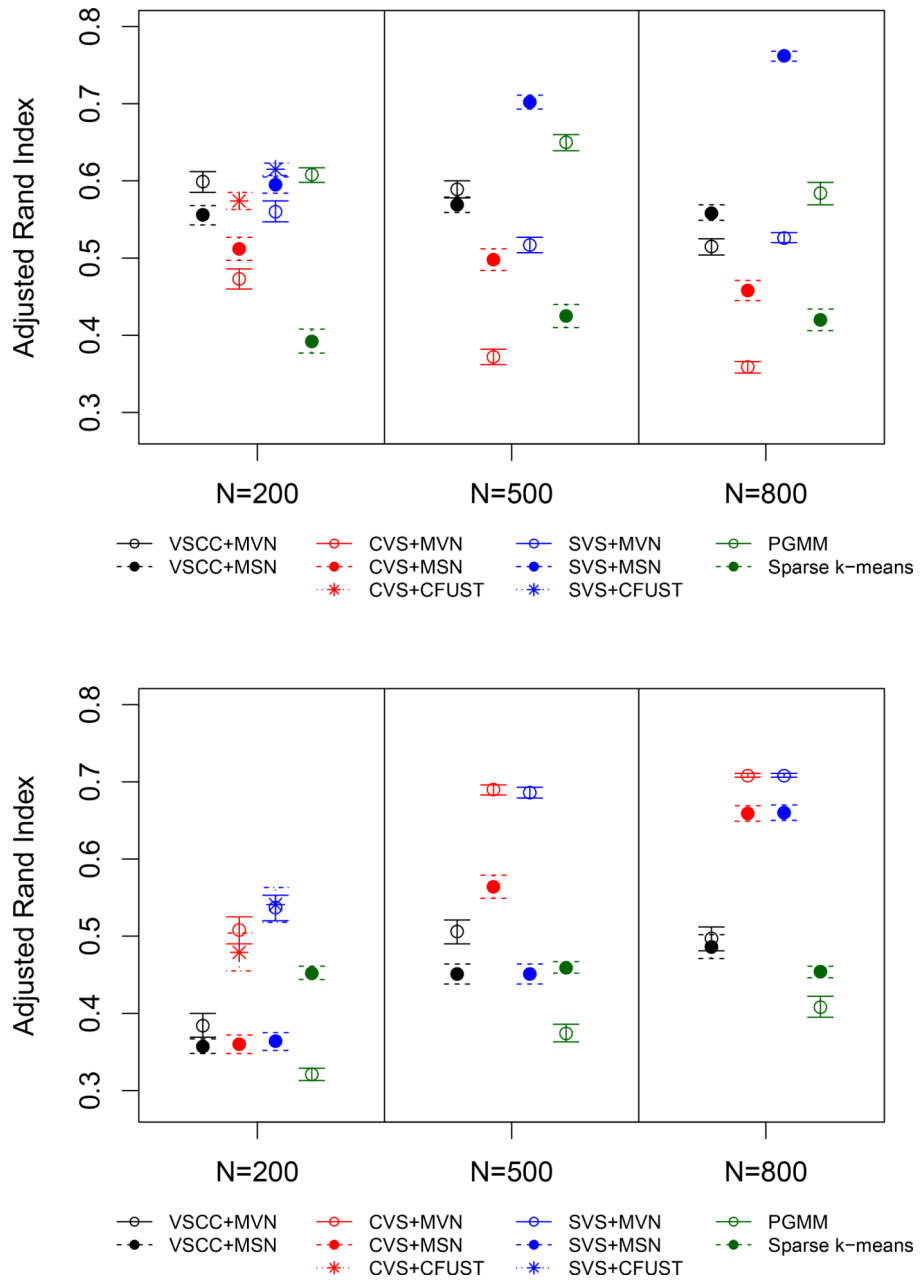 Adjusted Rand Index
0.8
0.7
0.6
0.5
0.4
0.3
N=200 N=500 N=800
VSCC+MVN CVS+MVN SVS+MVN PGMM
VSCC+MSN CVS+MSN SVS+MSN Sparse k−means
CVS+CFUST SVS+CFUST
Adjusted Rand Index
0.8
0.7
0.6
0.5
0.4
0.3
N=200 N=500 N=800
VSCC+MVN CVS+MVN SVS+MVN PGMM
VSCC+MSN CVS+MSN SVS+MSN Sparse k−means
CVS+CFUST SVS+CFUST